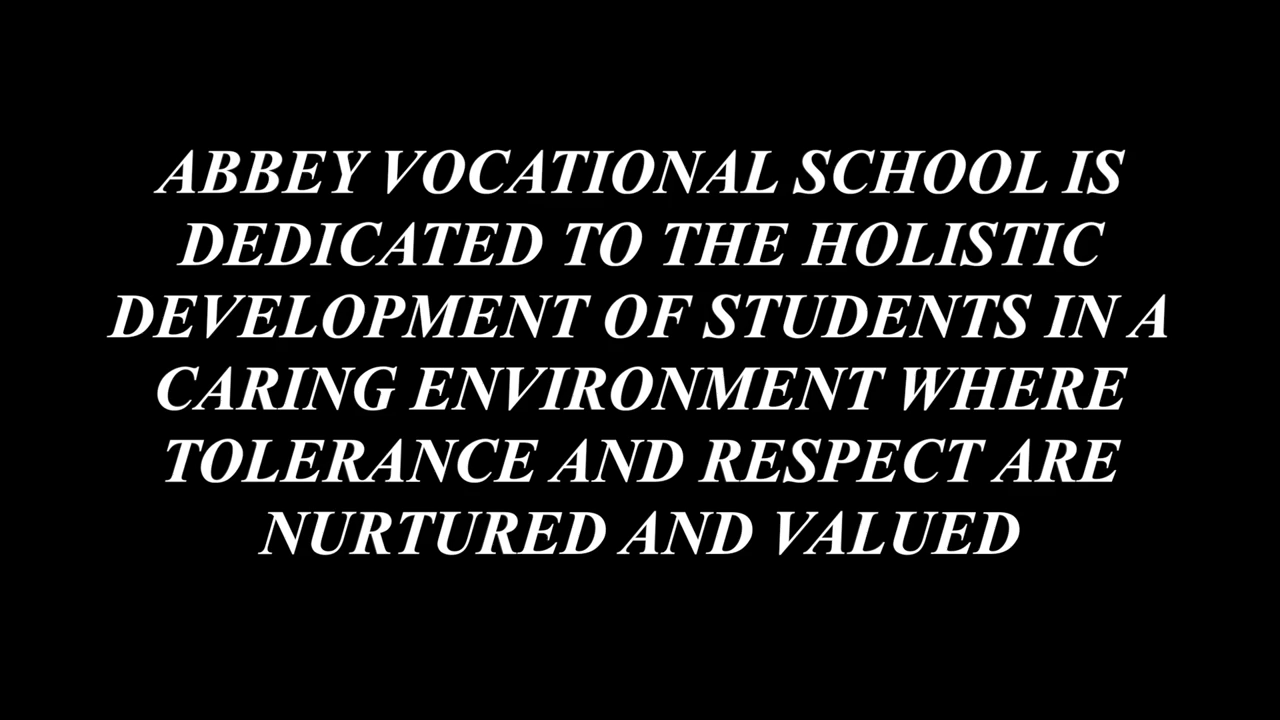 ABBEY VOCATIONAL SCHOOL IS
DEDICATED TO THE HOLISTIC
DEVELOPMENT OF STUDENTS IN A
CARING ENVIRONMENT WHERE
TOLERANCE AND RESPECT ARE
NURTURED AND VALUED